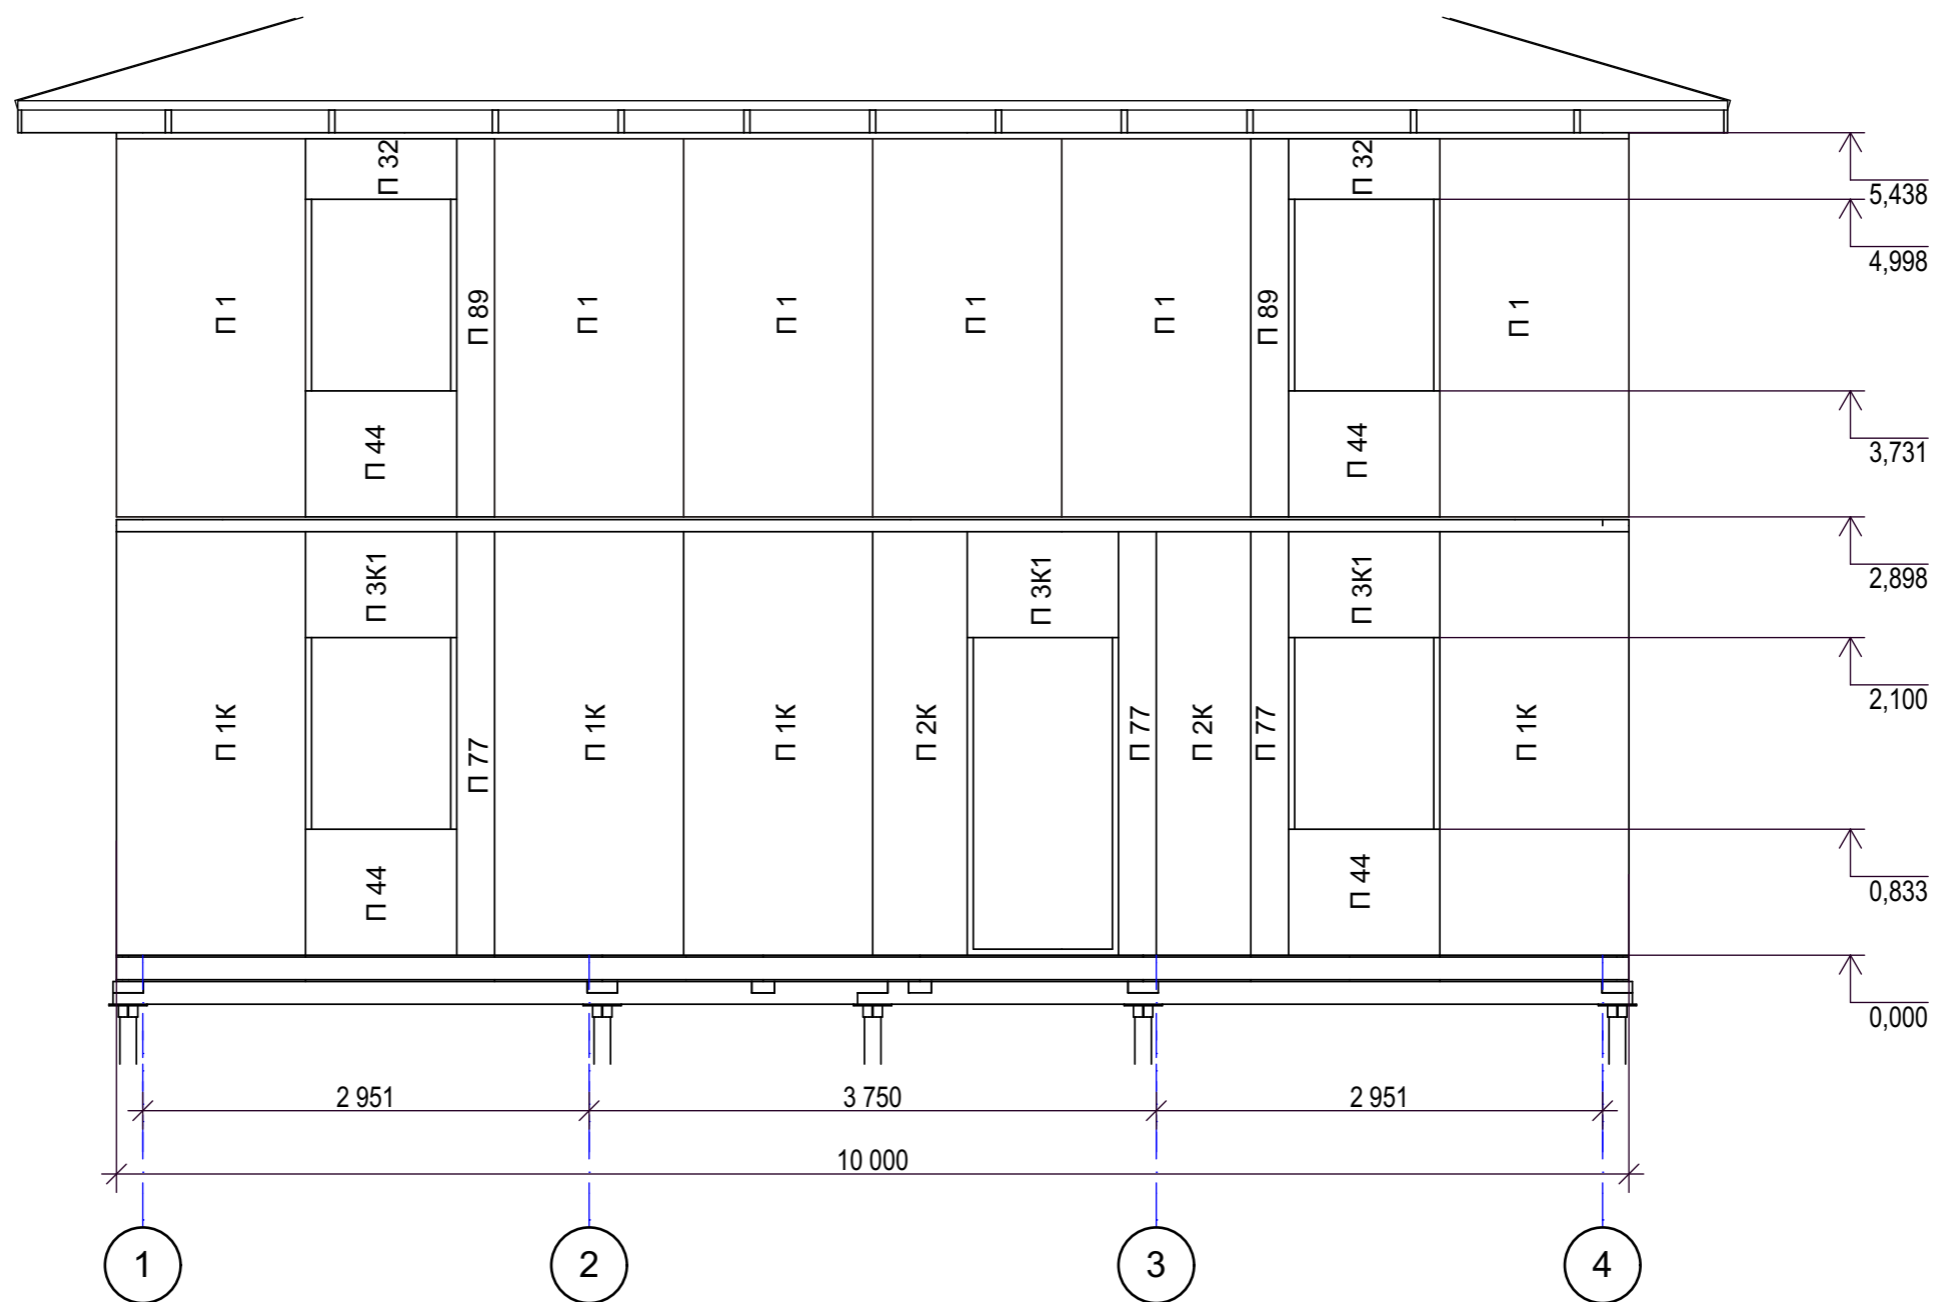 П 32
П 32
5,438
4,998
П 1
П 89
П 1
П 1
П 1
П 1
П 89
П 1
П 44
П 44
3,731
2,898
П 3К1
П 3К1
П 3К1
2,100
П 1К
П 77
П 1К
П 1К
П 2К
П 77
П 2К
П 77
П 1К
П 44
П 44
0,833
0,000
2 951
3 750
2 951
10 000
1
2
3
4